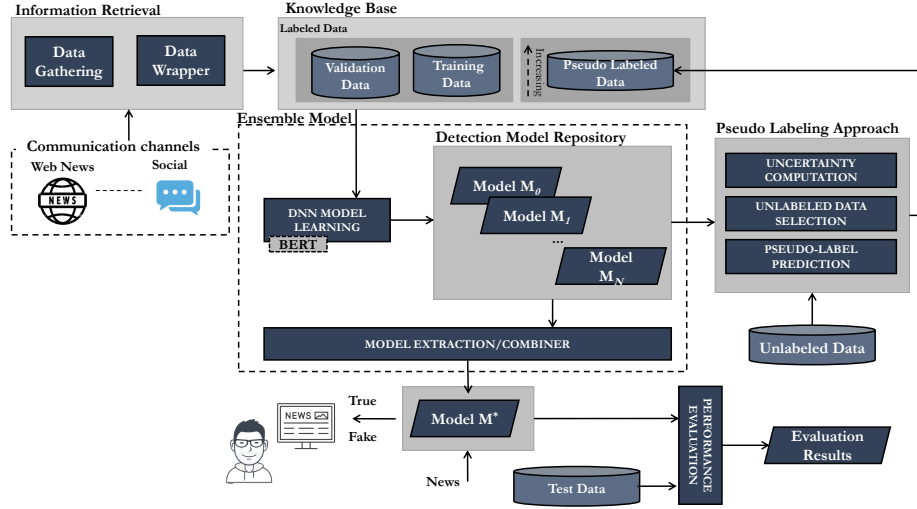 Information Retrieval
Data
Gathering
Data
Wrapper
Knowledge Base
Labeled Data
Validation
Data
Training
Data
Increasing
Pseudo Labeled
Data
Communication channels
Web News
Social
NEWS
Ensemble Model
DNN MODEL
LEARNING
BERT
Detection Model Repository
Model M0
Model M1
...
Model
MN
MODEL EXTRACTION/COMBINER
Pseudo Labeling Approach
UNCERTAINTY
COMPUTATION
UNLABELED DATA
SELECTION
PSEUDO-LABEL
PREDICTION
Unlabeled Data
NEWS
True
Fake
Model M*
News
Test Data
PERFORMANCE
EVALUATION
Evaluation
Results